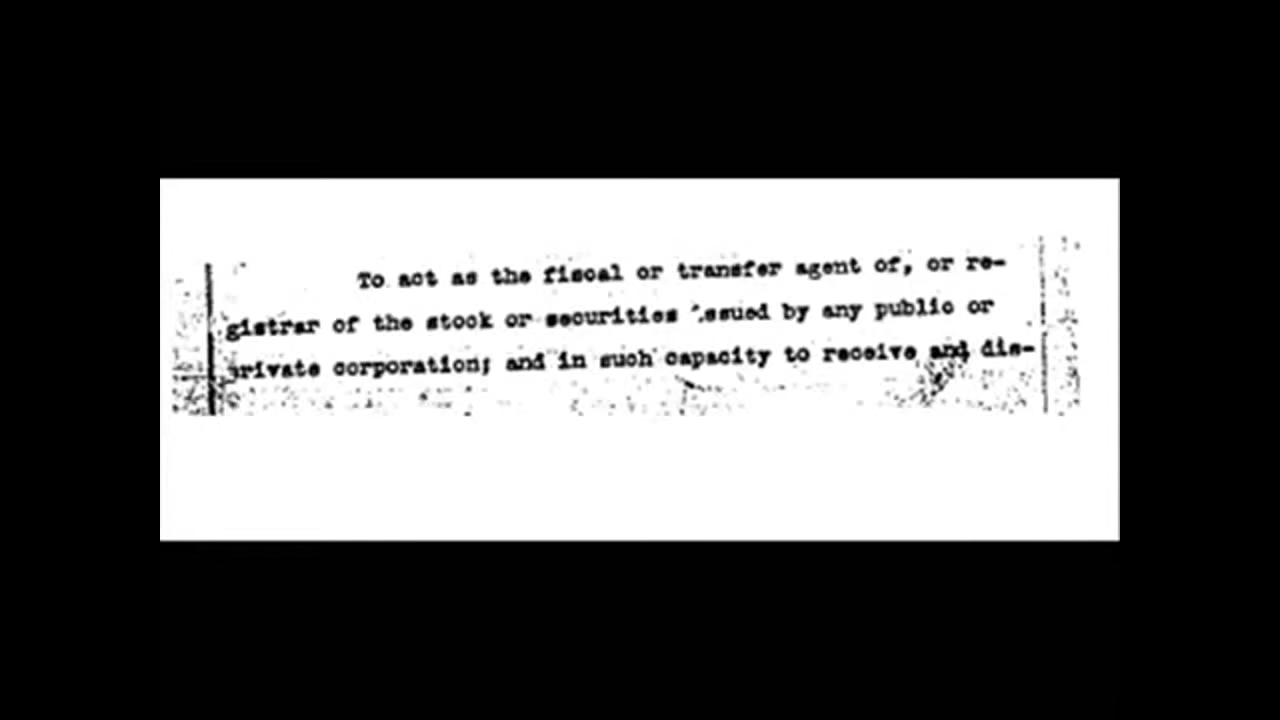 To act as the fiscal or transfer agent of, or re-
gistrar of the stock or securities issued by any public or
private corporation; and in such capacity to receive and dis-